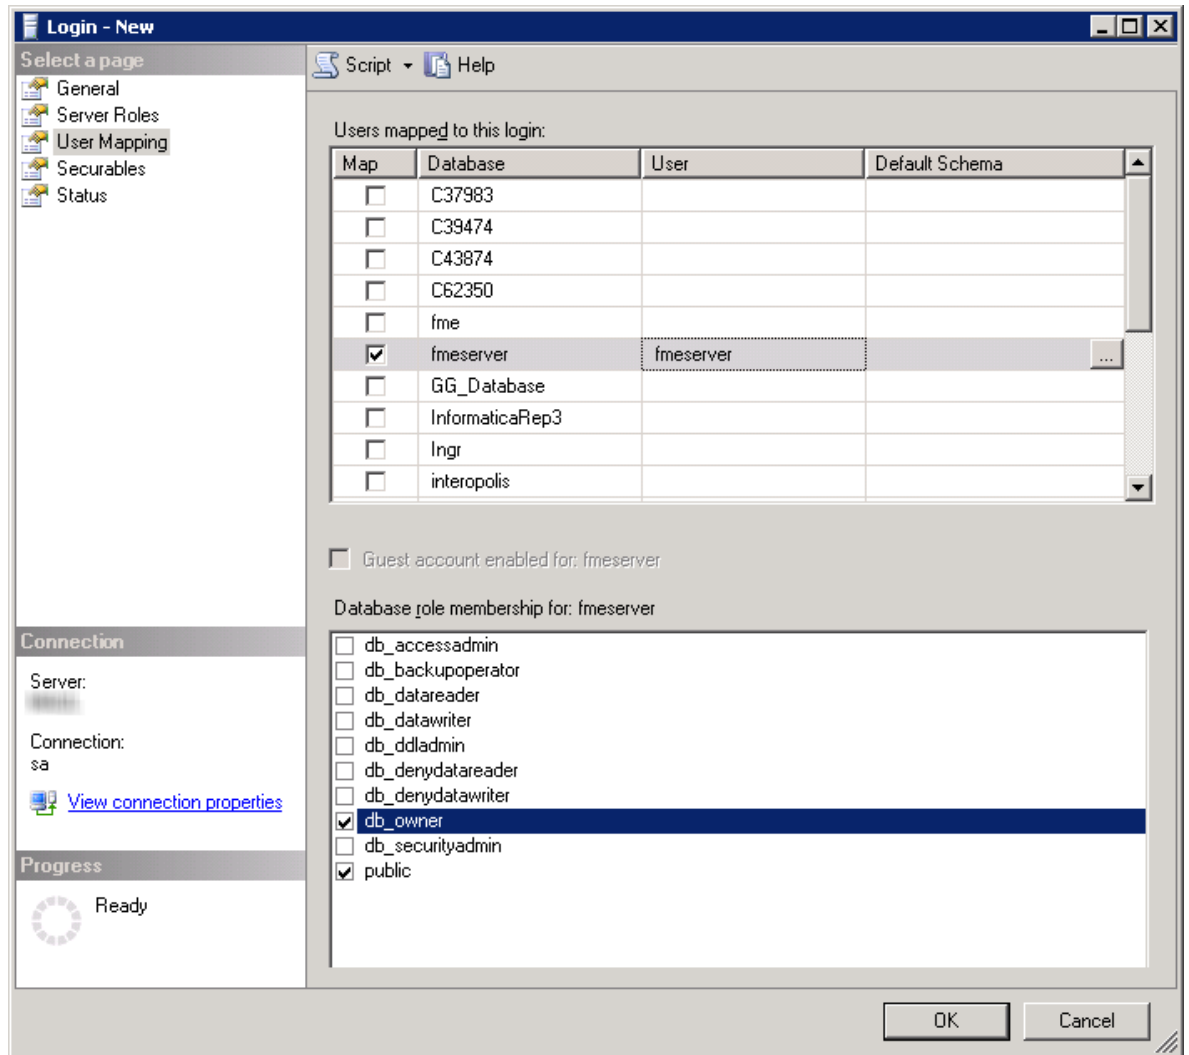 Login - New
Select a page
General
Server Roles
User Mapping
Securables
Status
Script Help
Users mapped to this login:
Map Database User Default Schema
C37983
C39474
C43874
C62350
fme
fmeserver fmeserver ...
GG_Database
InformaticaRep3
Ingr
interopolis
Guest account enabled for: fmeserver
Database role membership for: fmeserver
db_accessadmin
db_backupoperator
db_datareader
db_datawriter
db_ddladmin
db_denydatareader
db_denydatawriter
db_owner
db_securityadmin
public
Connection
Server:
Connection:
sa
View connection properties
Progress
Ready
OK Cancel